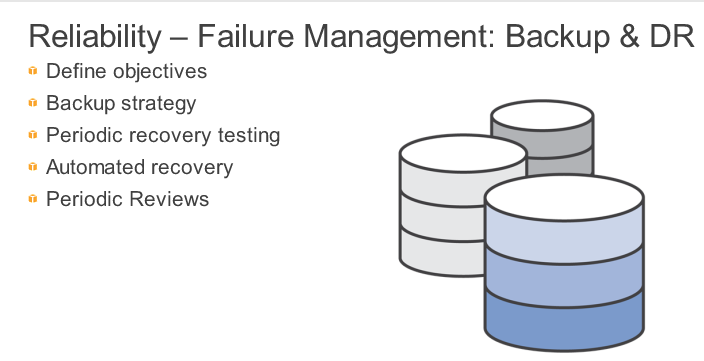 Reliability – Failure Management: Backup & DR
Define objectives
Backup strategy
Periodic recovery testing
Automated recovery
Periodic Reviews